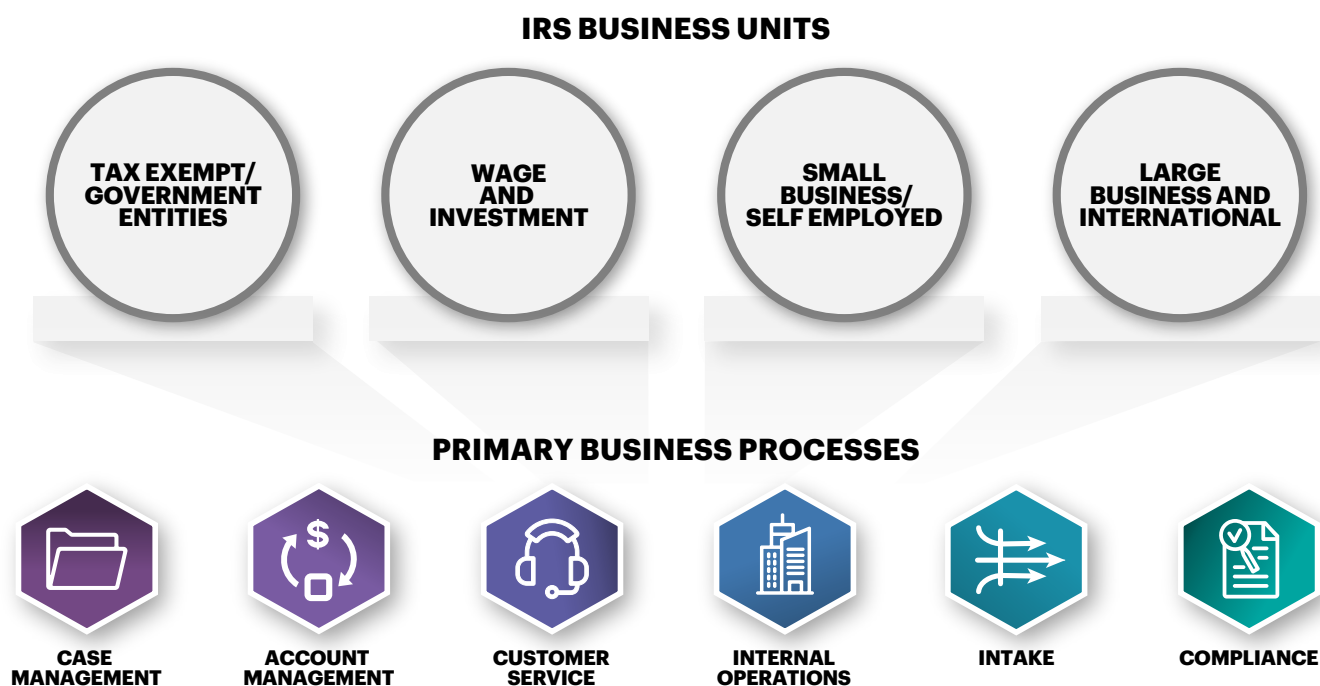 IRS BUSINESS UNITS
TAX EXEMPT/
GOVERNMENT
ENTITIES
WAGE
AND
INVESTMENT
SMALL
BUSINESS/
SELF EMPLOYED
LARGE
BUSINESS AND
INTERNATIONAL
PRIMARY BUSINESS PROCESSES
$
CASE
MANAGEMENT
ACCOUNT
MANAGEMENT
CUSTOMER
SERVICE
INTERNAL
OPERATIONS
INTAKE
COMPLIANCE